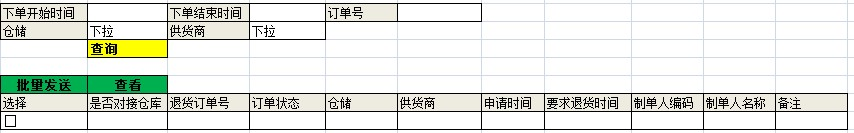 下单开始时间 下单结束时间 订单号
仓储 下拉 供货商 下拉
查询
批量发送 查看
选择 是否对接仓库 退货订单号 订单状态 仓储 供货商 申请时间 要求退货时间 制单人编码 制单人名称 备注